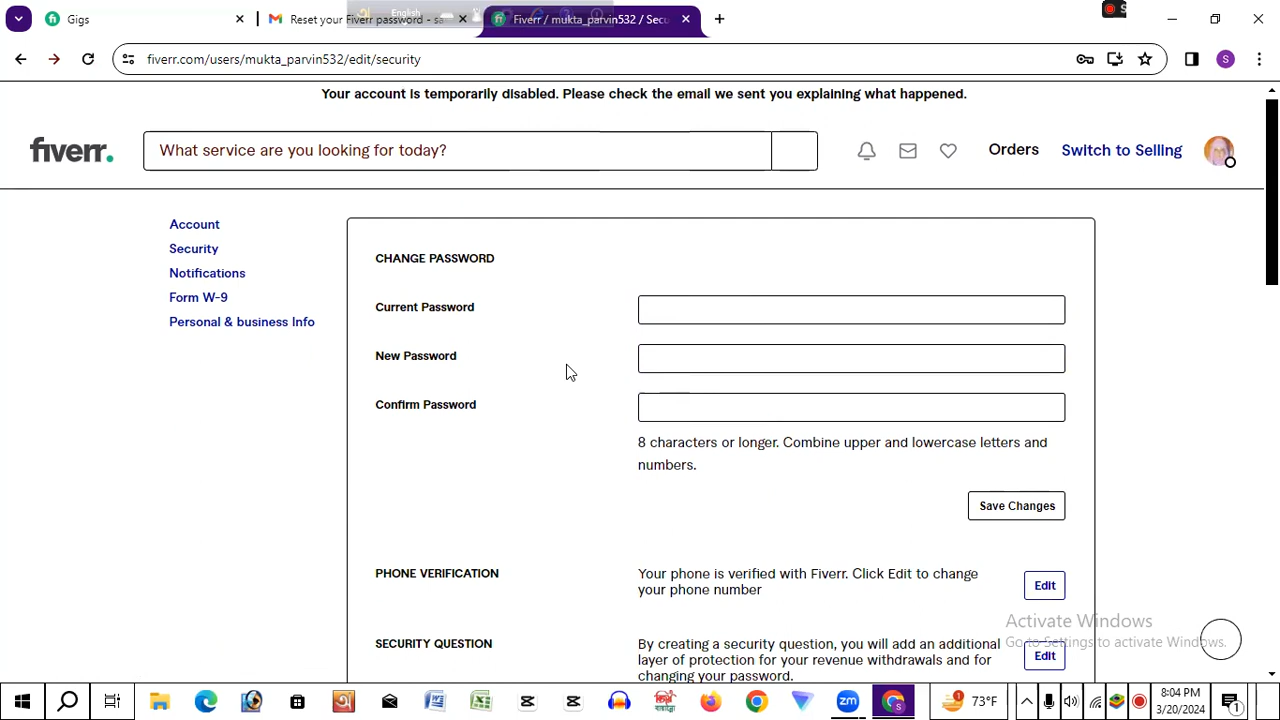 Gigs
Reset your Fiverr password - sa
English
Fiverr / mukta_parvin532 / Secu
S
fiverr.com/users/mukta_parvin532/edit/security
S
Your account is temporarily disabled. Please check the email we sent you explaining what happened.
fiverr.
What service are you looking for today?
Orders
Switch to Selling
Account
Security
Notifications
Form W-9
Personal & business Info
CHANGE PASSWORD
Current Password
New Password
Confirm Password
8 characters or longer. Combine upper and lowercase letters and
numbers.
Save Changes
PHONE VERIFICATION
Your phone is verified with Fiverr. Click Edit to change
your phone number
Edit
SECURITY QUESTION
By creating a security question, you will add an additional
layer of protection for your revenue withdrawals and for
changing your password.
Edit
Activate Windows
Go to Settings to activate Windows.
73°F
8:04 PM
3/20/2024